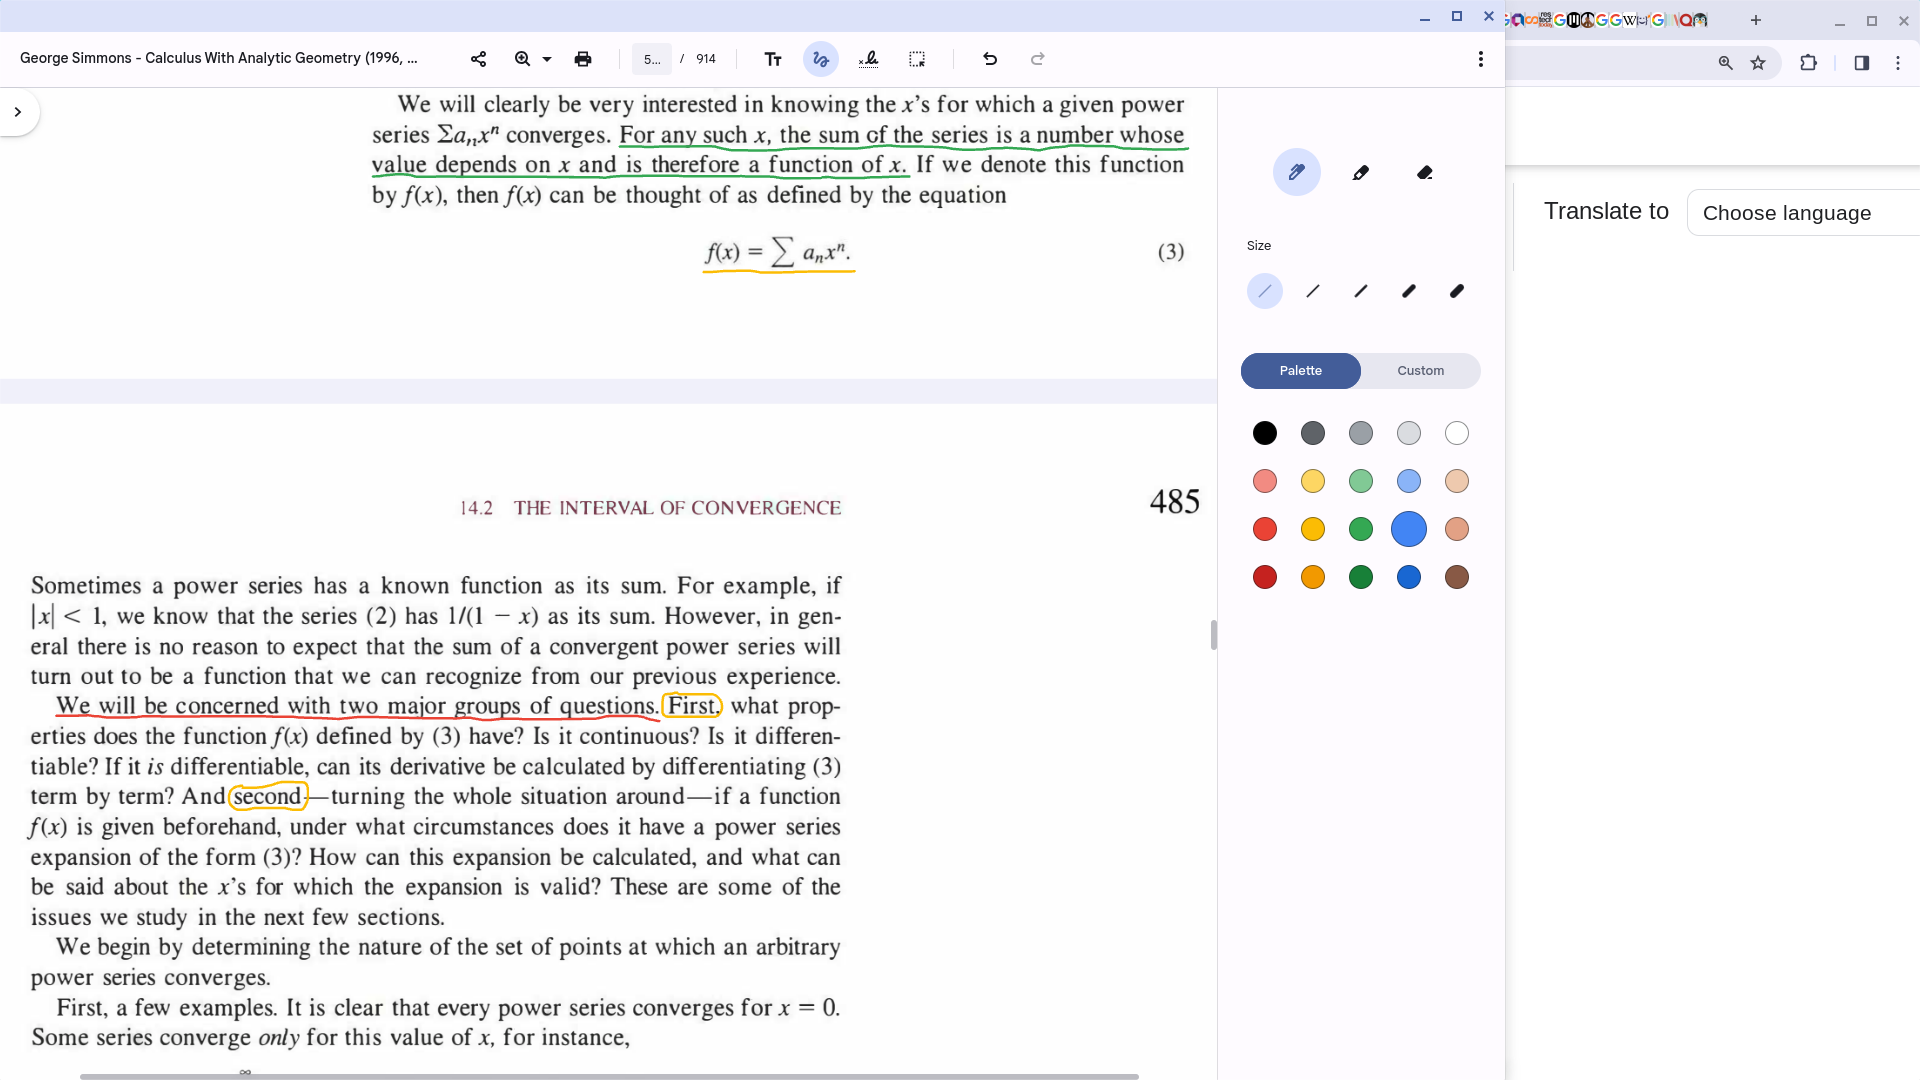 George Simmons - Calculus With Analytic Geometry (1996, ...
5... / 914
We will clearly be very interested in knowing the x's for which a given power
series Σaₙxⁿ converges. For any such x, the sum of the series is a number whose
value depends on x and is therefore a function of x. If we denote this function
by f(x), then f(x) can be thought of as defined by the equation
f(x) = ∑ aₙxⁿ. (3)
14.2 THE INTERVAL OF CONVERGENCE 485
Sometimes a power series has a known function as its sum. For example, if
|x| < 1, we know that the series (2) has 1/(1 − x) as its sum. However, in gen-
eral there is no reason to expect that the sum of a convergent power series will
turn out to be a function that we can recognize from our previous experience.
We will be concerned with two major groups of questions. First, what prop-
erties does the function f(x) defined by (3) have? Is it continuous? Is it differen-
tiable? If it is differentiable, can its derivative be calculated by differentiating (3)
term by term? And second—turning the whole situation around—if a function
f(x) is given beforehand, under what circumstances does it have a power series
expansion of the form (3)? How can this expansion be calculated, and what can
be said about the x's for which the expansion is valid? These are some of the
issues we study in the next few sections.
We begin by determining the nature of the set of points at which an arbitrary
power series converges.
First, a few examples. It is clear that every power series converges for x = 0.
Some series converge only for this value of x, for instance,
∞
Size
Palette Custom
Translate to Choose language